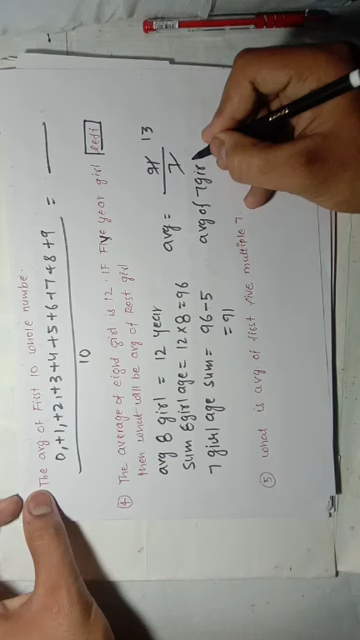 The avg of First 10 whole numbe.
0,+1,+2,+3+4+5+6+7+8+9 =
10
④ The average of eight girl is 12. If Five year girl left
then what will be avg of Rest girl
avg 8 girl = 12 year
Sum 8 girl age = 12 × 8 = 96
7 girl age sum = 96-5
= 91
avg = 91 13
7
avg of 7 gir
⑤ What is avg of first five multiple 7.